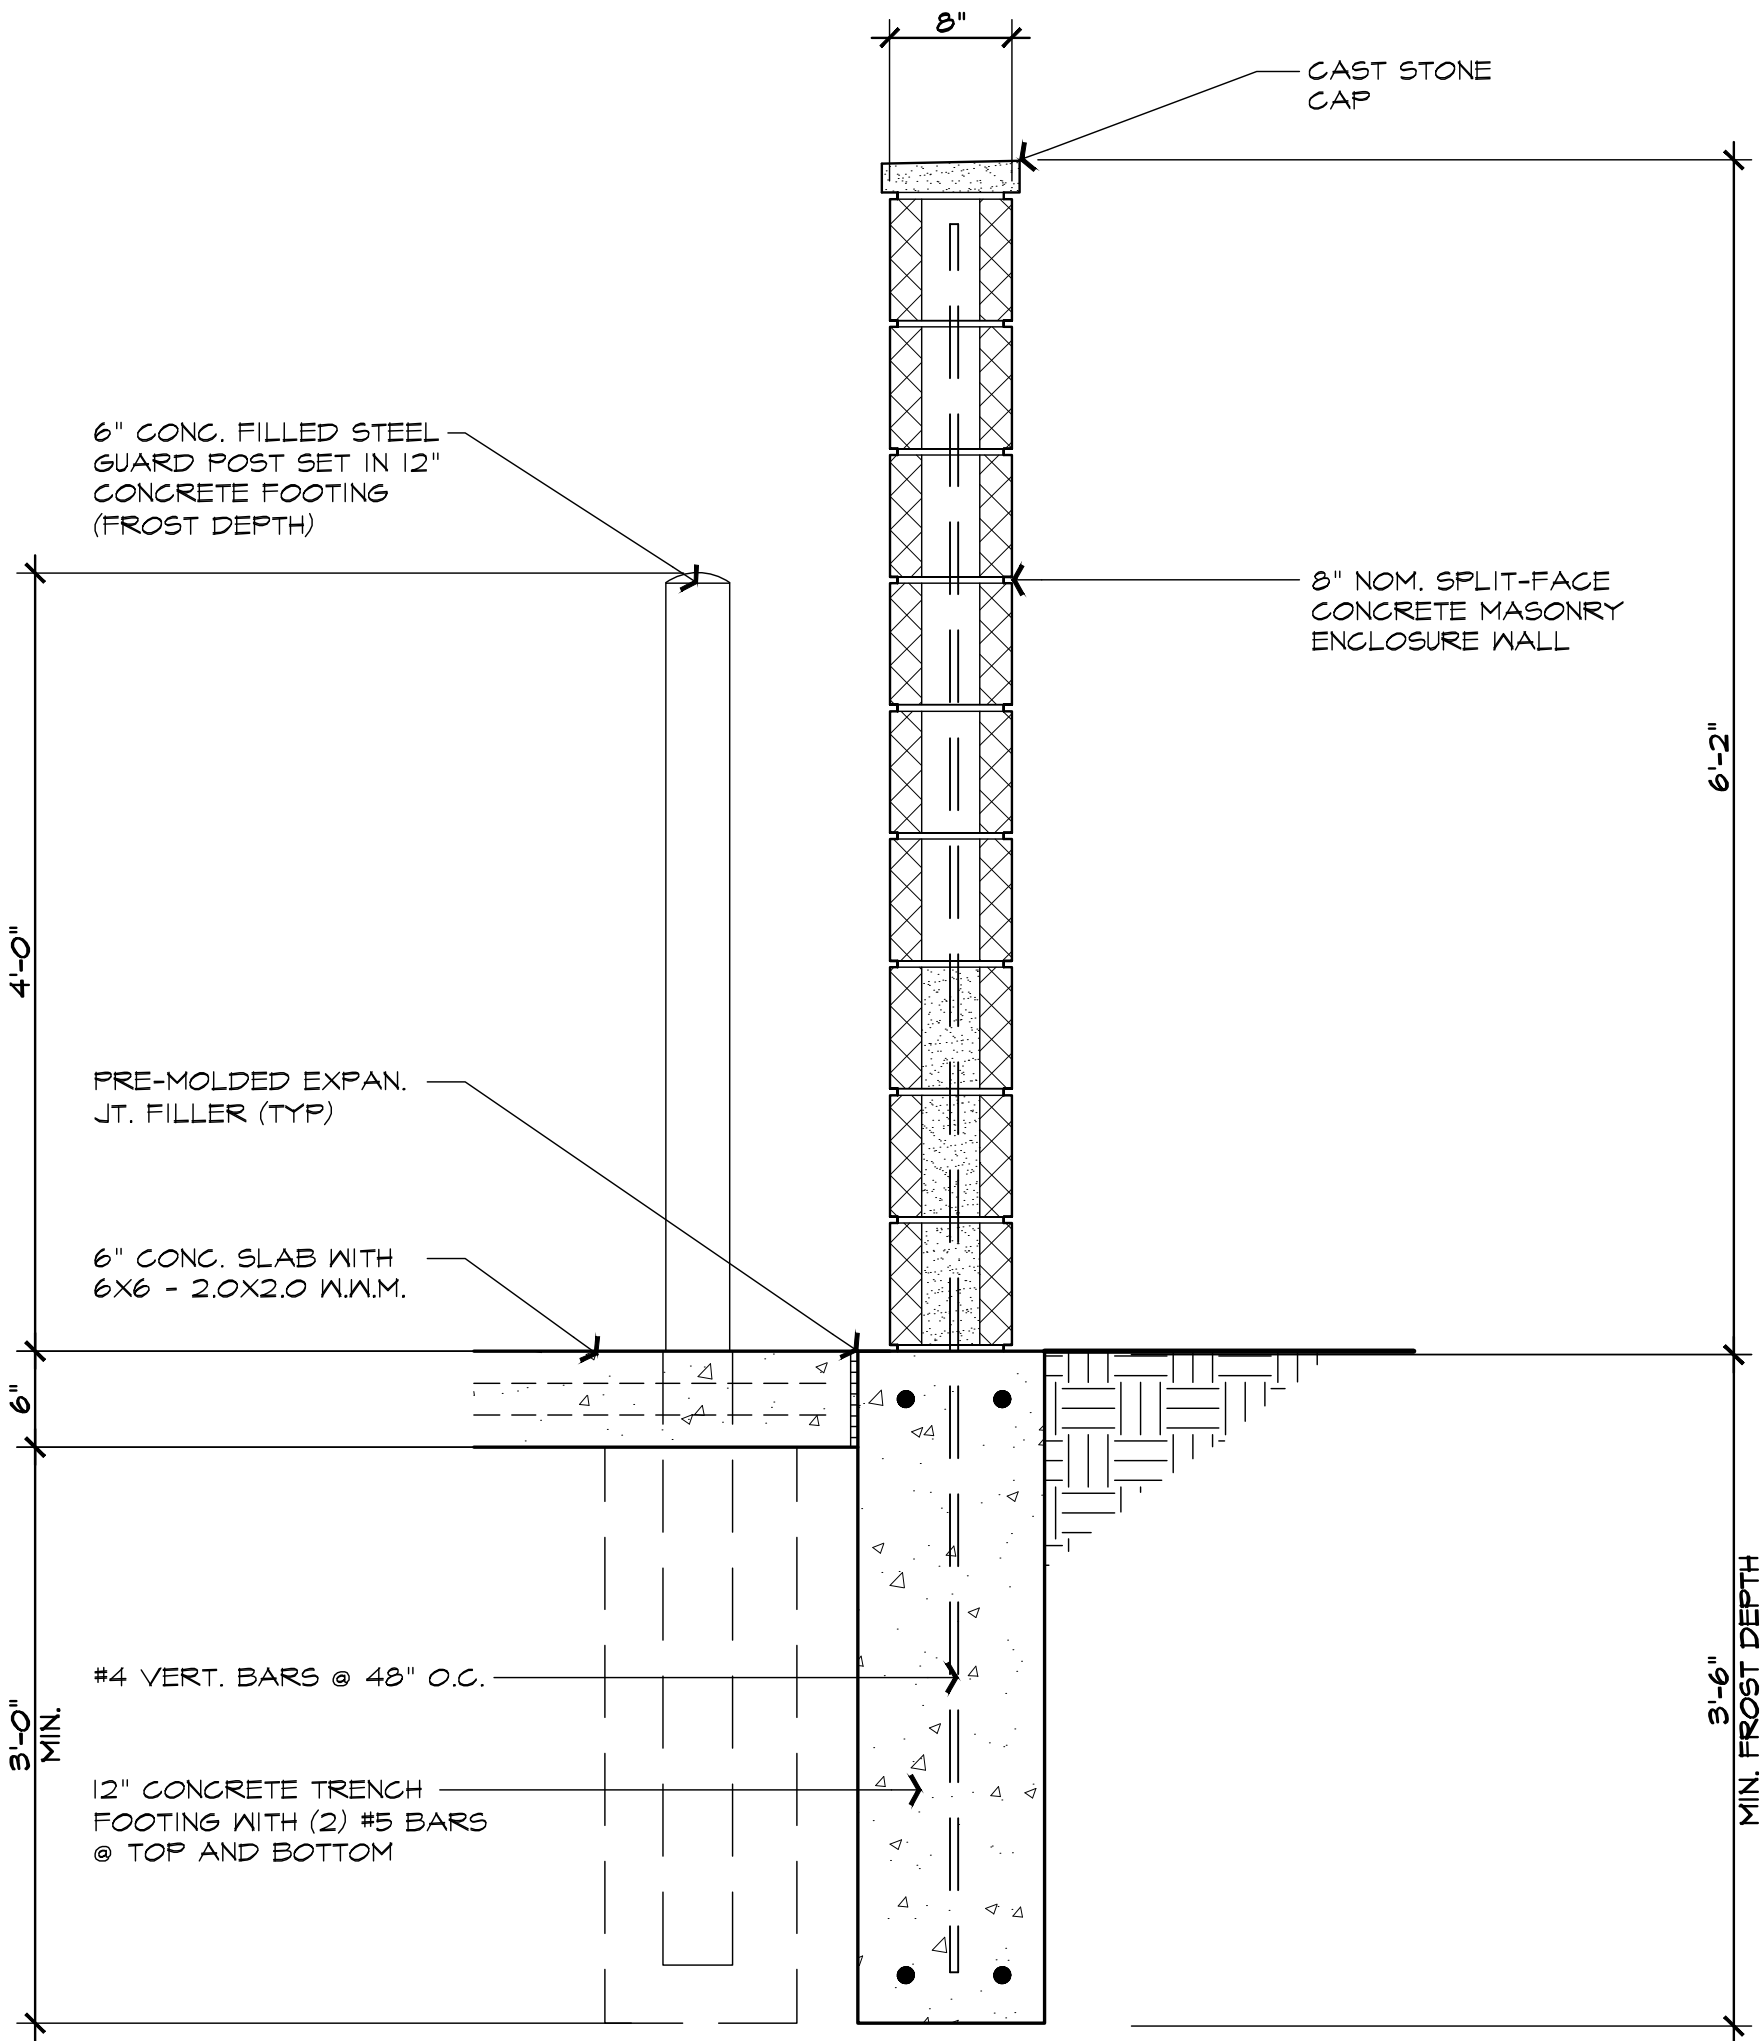 8"
CAST STONE
CAP
6" CONC. FILLED STEEL
GUARD POST SET IN 12"
CONCRETE FOOTING
(FROST DEPTH)
8" NOM. SPLIT-FACE
CONCRETE MASONRY
ENCLOSURE WALL
6'-2"
4'-0"
PRE-MOLDED EXPAN.
JT. FILLER (TYP)
6" CONC. SLAB WITH
6X6 - 2.0X2.0 W.W.M.
6"
#4 VERT. BARS @ 48" O.C.
3'-0"
MIN.
3'-6"
MIN. FROST DEPTH
12" CONCRETE TRENCH
FOOTING WITH (2) #5 BARS
@ TOP AND BOTTOM